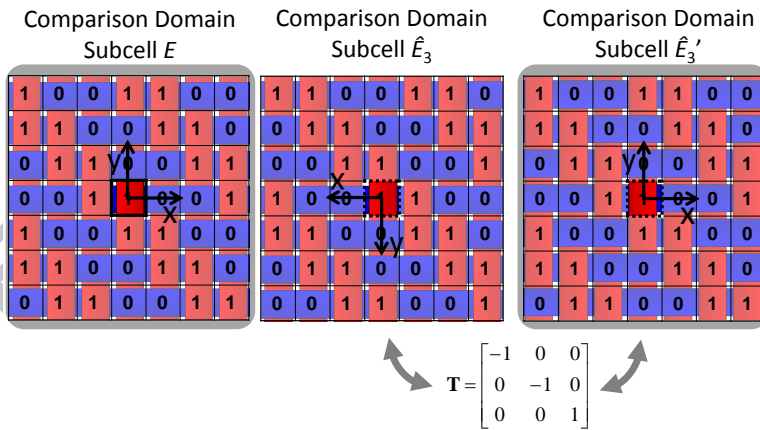 Comparison Domain
Subcell E
1 0 0 1 1 0 0
1 1 0 0 1 1 0
0 1 1 0 0 1 1
y
0 0 1 0 0 1
x
1 0 0 1 1 0 0
1 1 0 0 1 1 0
0 1 1 0 0 1 1
Comparison Domain
Subcell Ê₃
1 1 0 0 1 1 0
0 1 1 0 0 1 1
0 0 1 1 0 0 1
x
1 0 0 1 0 0
1 1 0 0 1 1 0
y
0 1 1 0 0 1 1
0 0 1 1 0 0 1
Comparison Domain
Subcell Ê₃’
1 0 0 1 1 0 0
1 1 0 0 1 1 0
0 1 1 0 0 1 1
y
0 0 1 0 0 1
x
1 0 0 1 1 0 0
1 1 0 0 1 1 0
0 1 1 0 0 1 1
−1 0 0
T = 0 −1 0
0 0 1